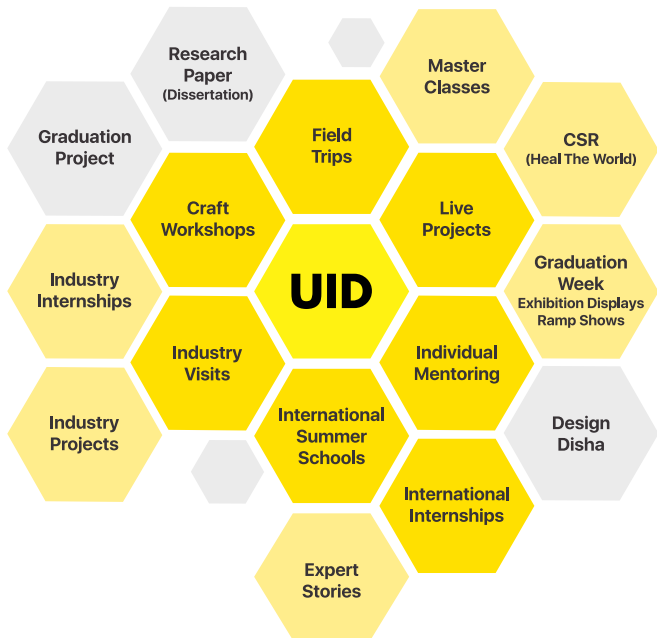 Research
Paper
(Dissertation)
Master
Classes
Graduation
Project
Field
Trips
CSR
(Heal The World)
Craft
Workshops
Live
Projects
Industry
Internships
UID
Graduation
Week
Exhibition Displays
Ramp Shows
Industry
Visits
Individual
Mentoring
Industry
Projects
International
Summer
Schools
Design
Disha
International
Internships
Expert
Stories